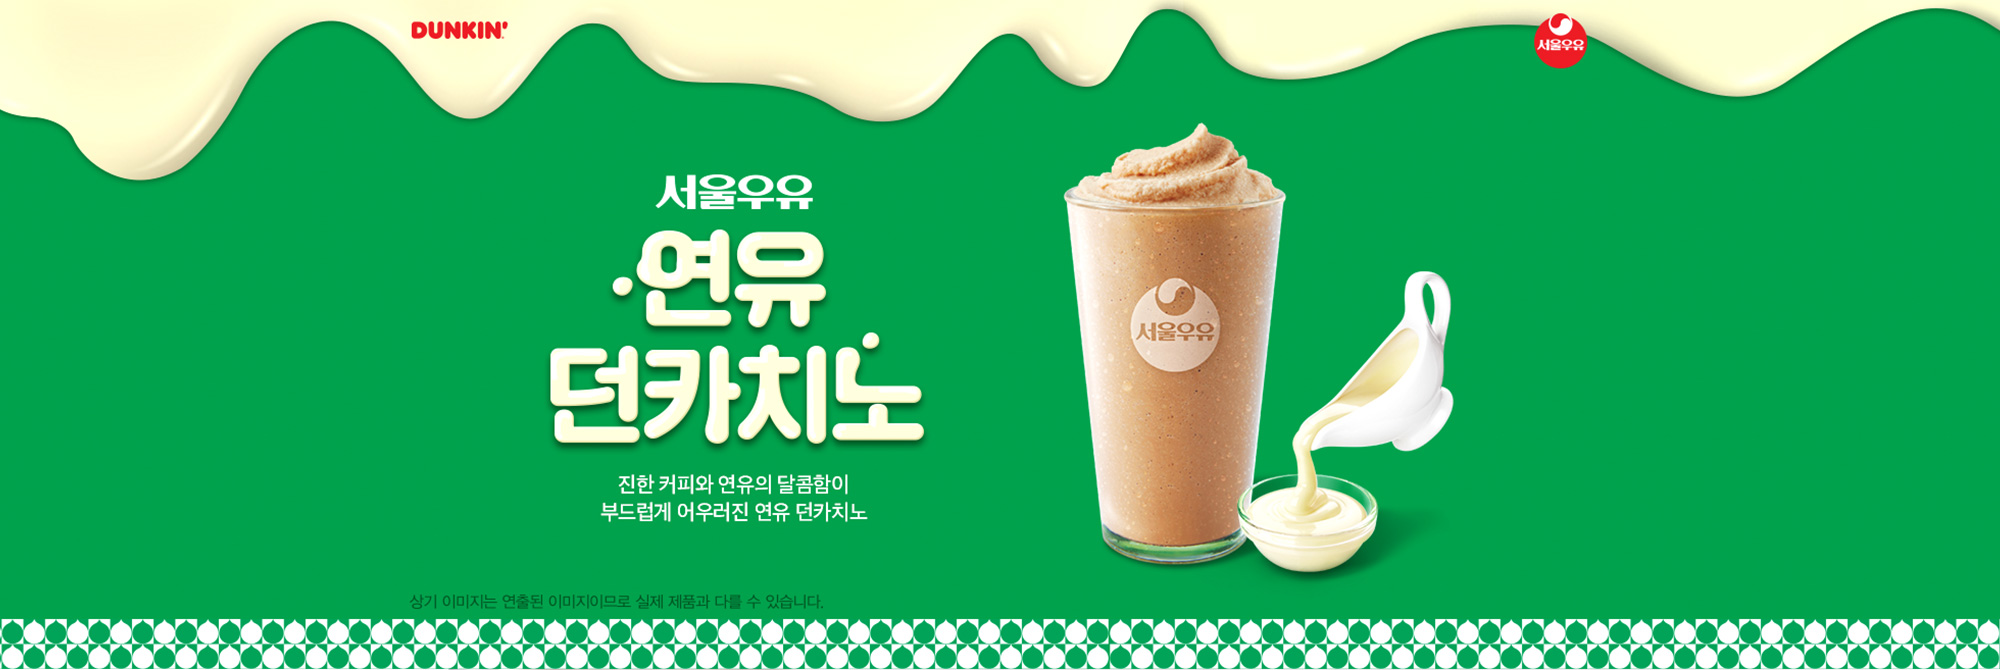 DUNKIN'
서울우유
서울우유
연유
던카치노
진한 커피와 연유의 달콤함이
부드럽게 어우러진 연유 던카치노
서울우유
상기 이미지는 연출된 이미지이므로 실제 제품과 다를 수 있습니다.